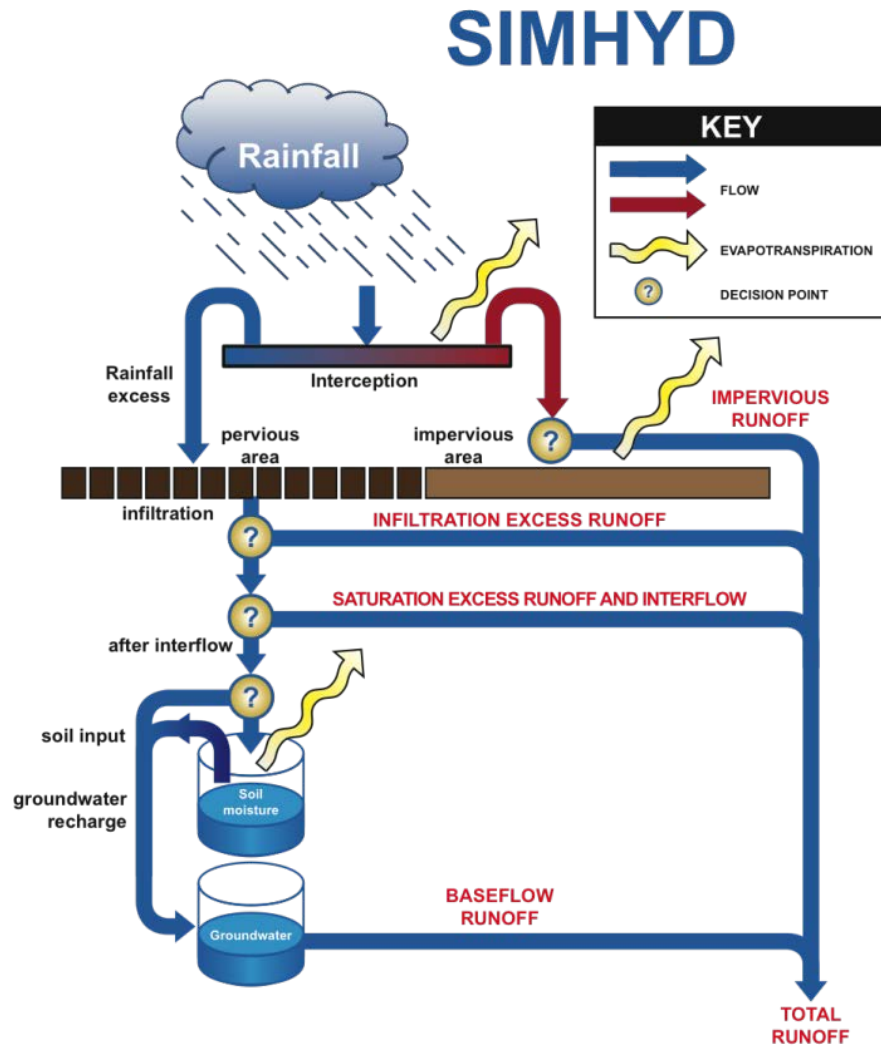 SIMHYD
Rainfall
KEY
FLOW
EVAPOTRANSPIRATION
?
DECISION POINT
Rainfall
excess
Interception
IMPERVIOUS
RUNOFF
pervious
area
impervious
area
?
infiltration
?
INFILTRATION EXCESS RUNOFF
SATURATION EXCESS RUNOFF AND INTERFLOW
?
after interflow
?
soil input
Soil
moisture
groundwater
recharge
BASEFLOW
RUNOFF
Groundwater
TOTAL
RUNOFF